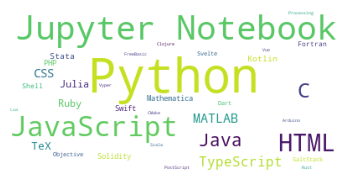 Processing
Jupyter Notebook
Clojure
Fortran
Stata
FreeBasic
Svelte
Vue
Kotlin
PHP
CSS
Python
Shell
Julia
Vyper
C
Mathematica
Ruby
Swift
Dart
Lua
MATLAB
Arduino
JavaScript
Java
HTML
TeX
Scala
Objective
Solidity
TypeScript
SaltStack
PostScript
Rust